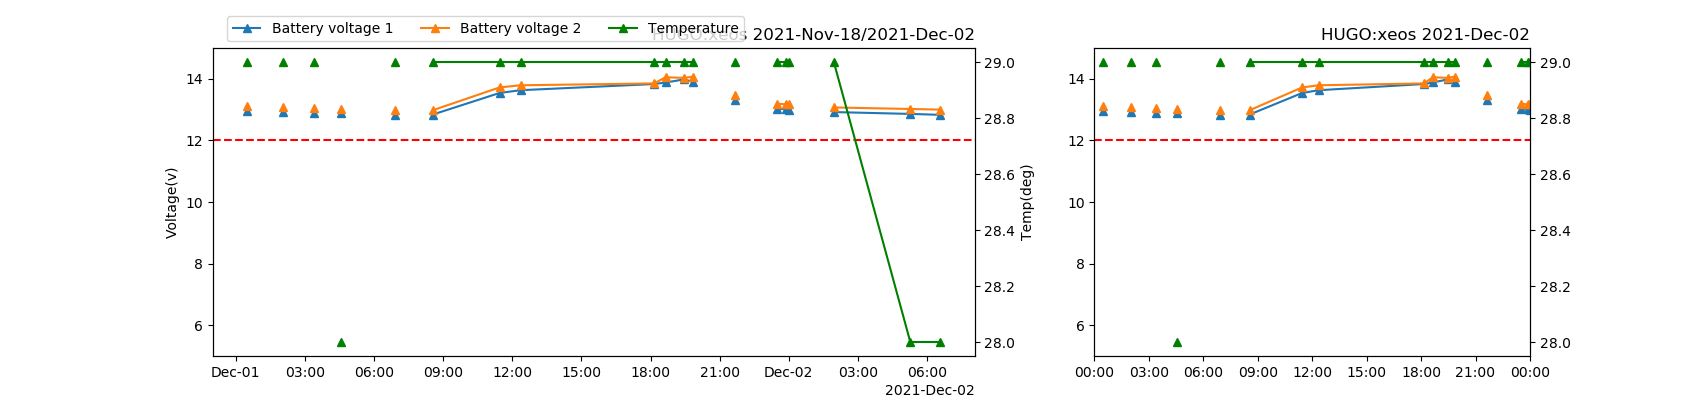 Battery voltage 1 Battery voltage 2 Temperature
HUGO:xeos 2021-Nov-18/2021-Dec-02
HUGO:xeos 2021-Dec-02
Voltage(v)
14
12
10
8
6
29.0
28.8
28.6
28.4
28.2
28.0
Temp(deg)
Dec-01 03:00 06:00 09:00 12:00 15:00 18:00 21:00 Dec-02 03:00 06:00
2021-Dec-02
14
12
10
8
6
29.0
28.8
28.6
28.4
28.2
28.0
00:00 03:00 06:00 09:00 12:00 15:00 18:00 21:00 00:00